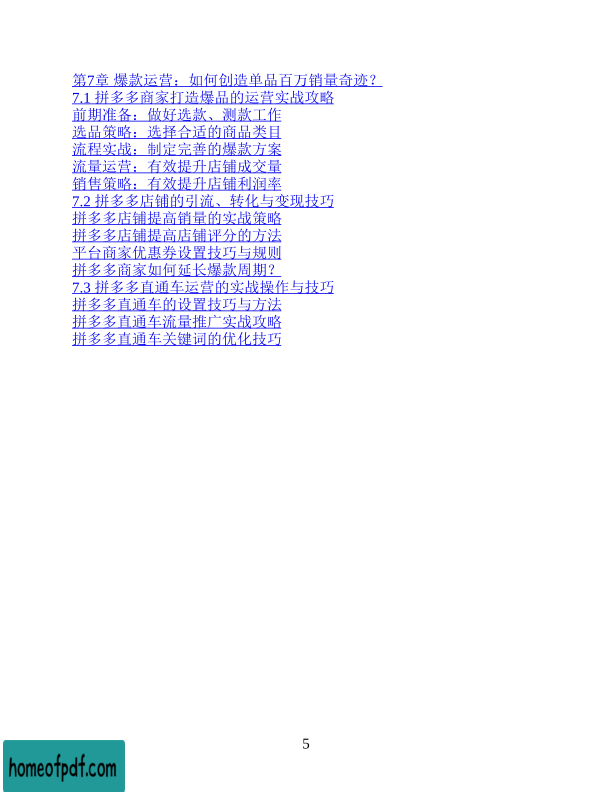 第7章 爆款运营：如何创造单品百万销量奇迹？
7.1 拼多多商家打造爆品的运营实战攻略
前期准备：做好选款、测款工作
选品策略：选择合适的商品类目
流程实战：制定完善的爆款方案
流量运营：有效提升店铺成交量
销售策略：有效提升店铺利润率
7.2 拼多多店铺的引流、转化与变现技巧
拼多多店铺提高销量的实战策略
拼多多店铺提高店铺评分的方法
平台商家优惠券设置技巧与规则
拼多多商家如何延长爆款周期？
7.3 拼多多直通车运营的实战操作与技巧
拼多多直通车的设置技巧与方法
拼多多直通车流量推广实战攻略
拼多多直通车关键词的优化技巧
5
homeofpdf.com